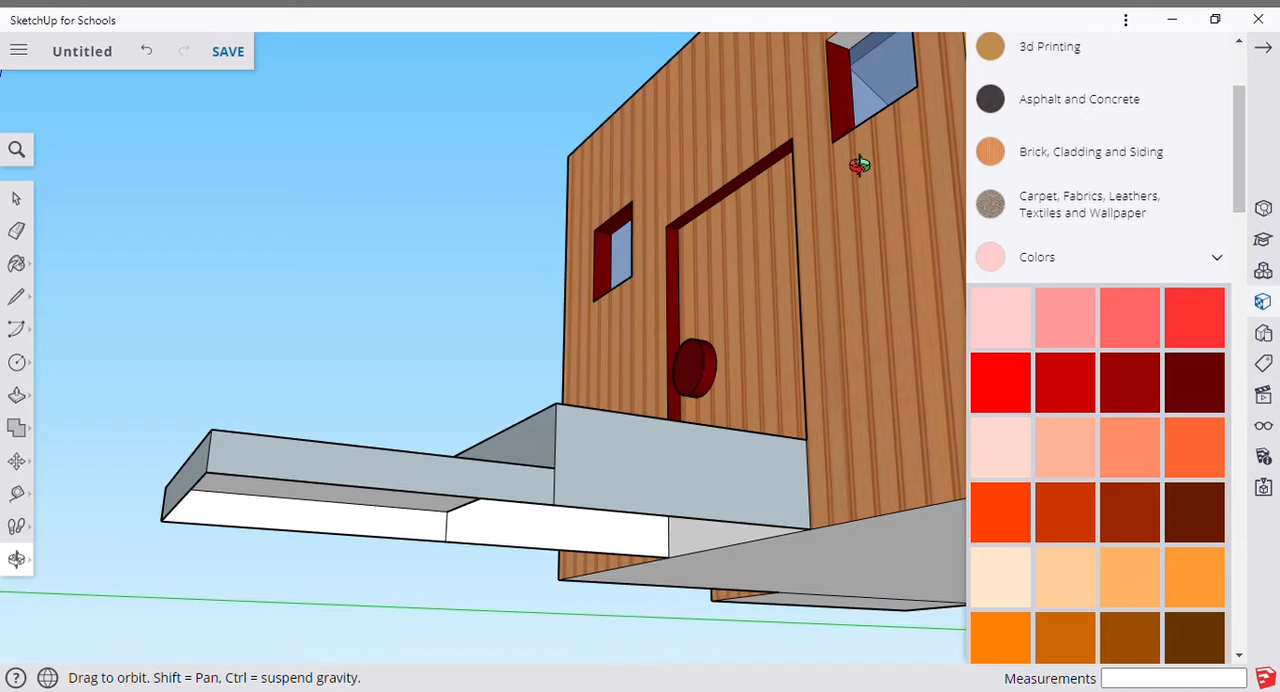 SketchUp for Schools
Untitled
SAVE
3d Printing
Asphalt and Concrete
Brick, Cladding and Siding
Carpet, Fabrics, Leathers,
Textiles and Wallpaper
Colors
Drag to orbit. Shift = Pan, Ctrl = suspend gravity.
Measurements